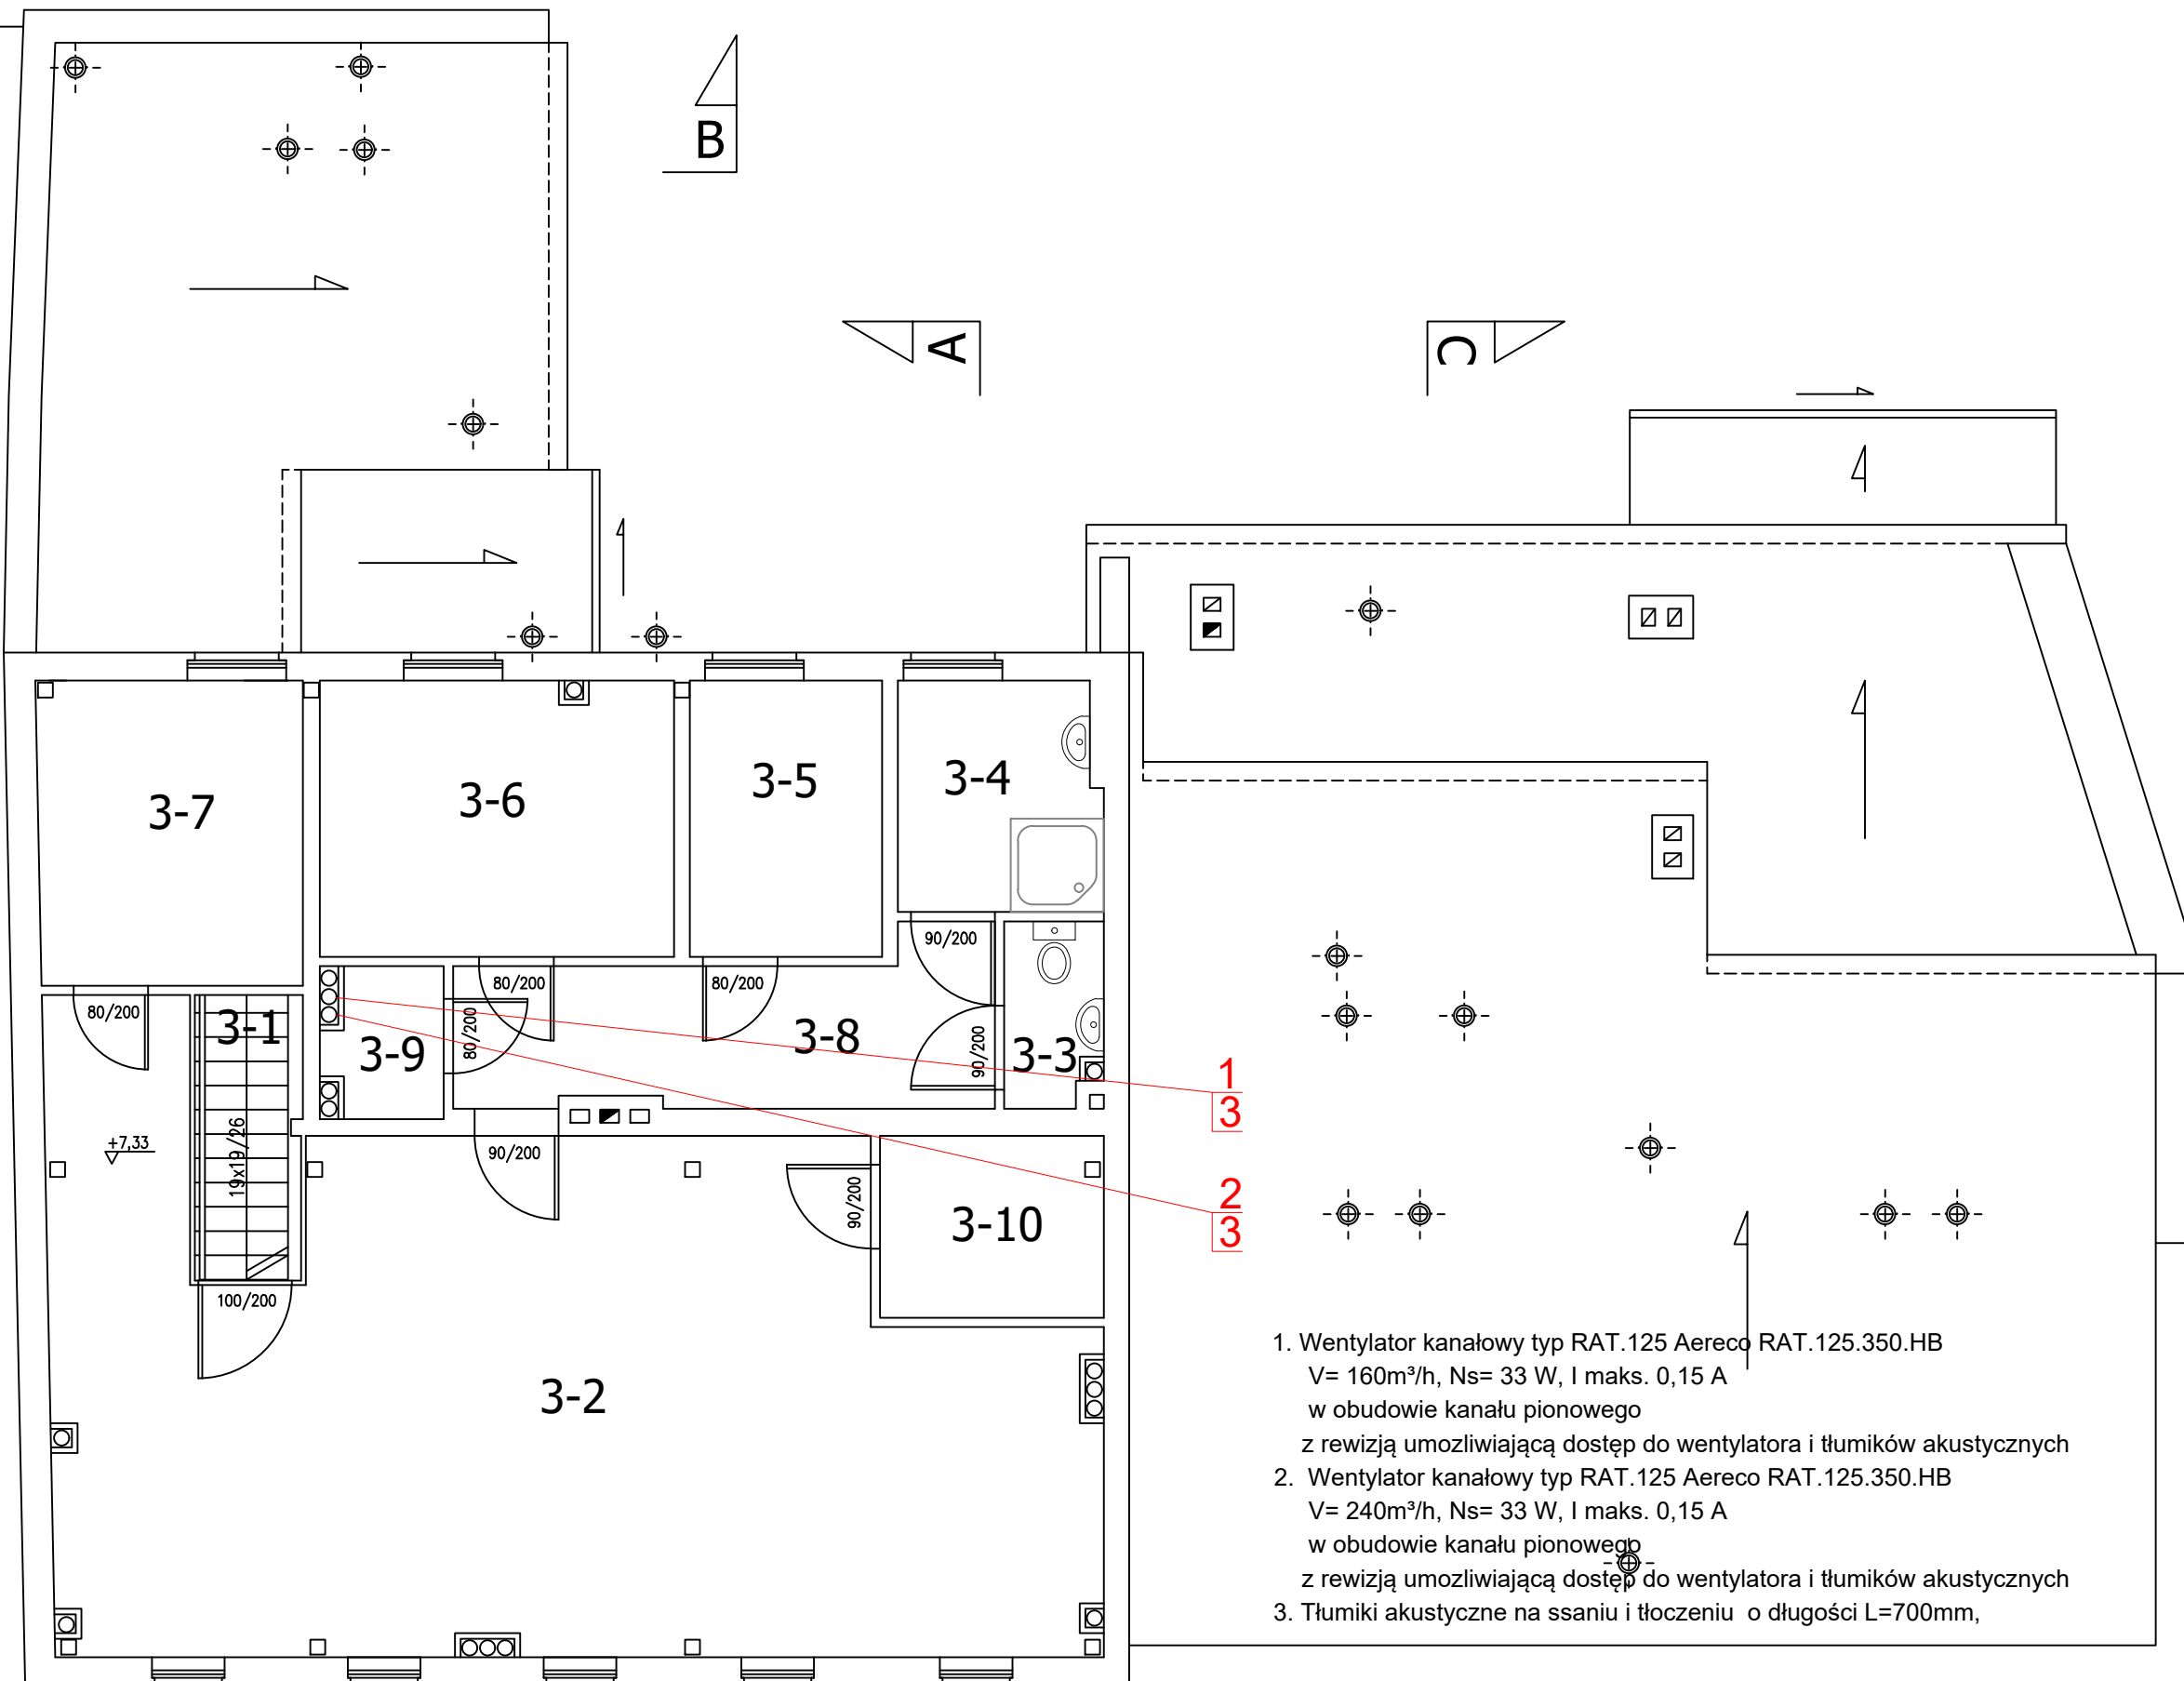 B
A
C
3-7
3-6
3-5
3-4
90/200
80/200
80/200
80/200
3-1
3-9
80/200
3-8
90/200
3-3
1
3
+7,33
19x19/26
90/200
90/200
2
3
3-10
100/200
3-2
1. Wentylator kanałowy typ RAT.125 Aereco RAT.125.350.HB
V= 160m³/h, Ns= 33 W, I maks. 0,15 A
w obudowie kanału pionowego
z rewizją umozliwiającą dostęp do wentylatora i tłumików akustycznych
2. Wentylator kanałowy typ RAT.125 Aereco RAT.125.350.HB
V= 240m³/h, Ns= 33 W, I maks. 0,15 A
w obudowie kanału pionowego
z rewizją umozliwiającą dostęp do wentylatora i tłumików akustycznych
3. Tłumiki akustyczne na ssaniu i tłoczeniu o długości L=700mm,